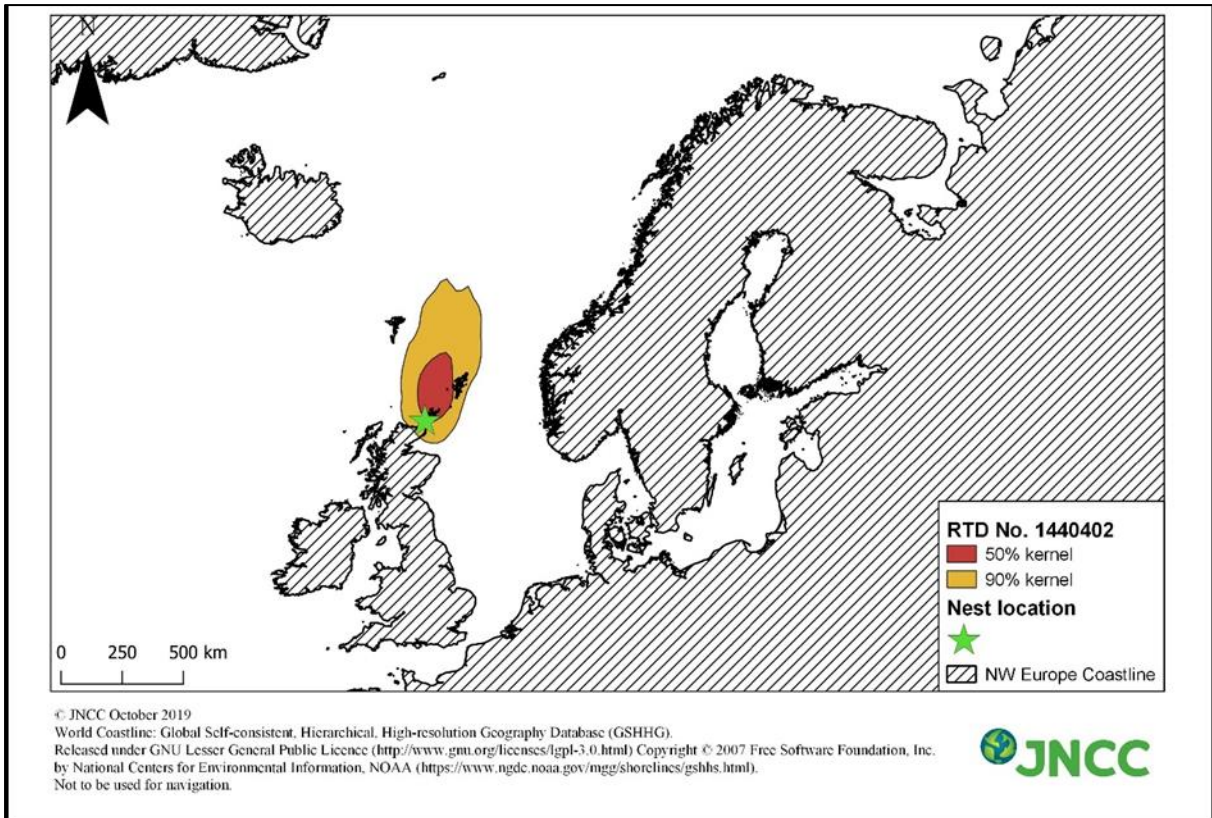 N
RTD No. 1440402
50% kernel
90% kernel
Nest location
NW Europe Coastline
0 250 500 km
© JNCC October 2019
World Coastline: Global Self-consistent, Hierarchical, High-resolution Geography Database (GSHHG).
Released under GNU Lesser General Public Licence (http://www.gnu.org/licenses/lgpl-3.0.html) Copyright © 2007 Free Software Foundation, Inc.
by National Centers for Environmental Information, NOAA (https://www.ngdc.noaa.gov/mgg/shorelines/gshhs.html).
Not to be used for navigation.
JNCC